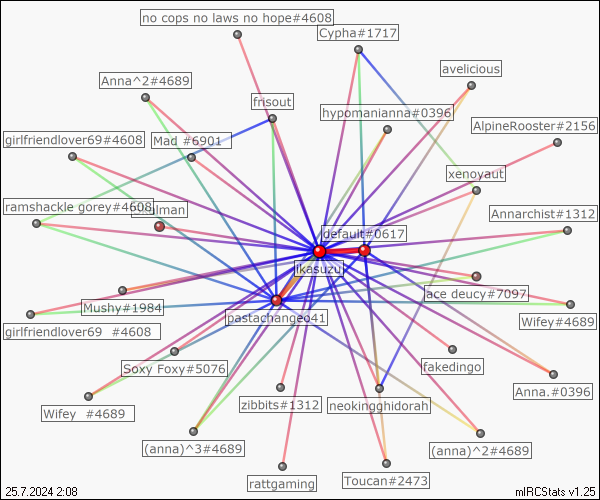 no cops no laws no hope#4608
Cypha#1717
avelicious
Anna^2#4689
frisout
hypomanianna#0396
AlpineRooster#2156
girlfriendlover69#4608
Mad #6901
xenoyaut
ramshackle gorey#4608
lman
Annarchist#1312
default#0617
ikasuzu
lace deucy#7097
Mushy#1984
pastachangeo41
Wifey#4689
girlfriendlover69 #4608
Soxy Foxy#5076
fakedingo
Anna.#0396
Wifey #4689
zibbits#1312
neokingghidorah
(anna)^3#4689
(anna)^2#4689
rattgaming
Toucan#2473
25.7.2024 2:08
mIRCStats v1.25